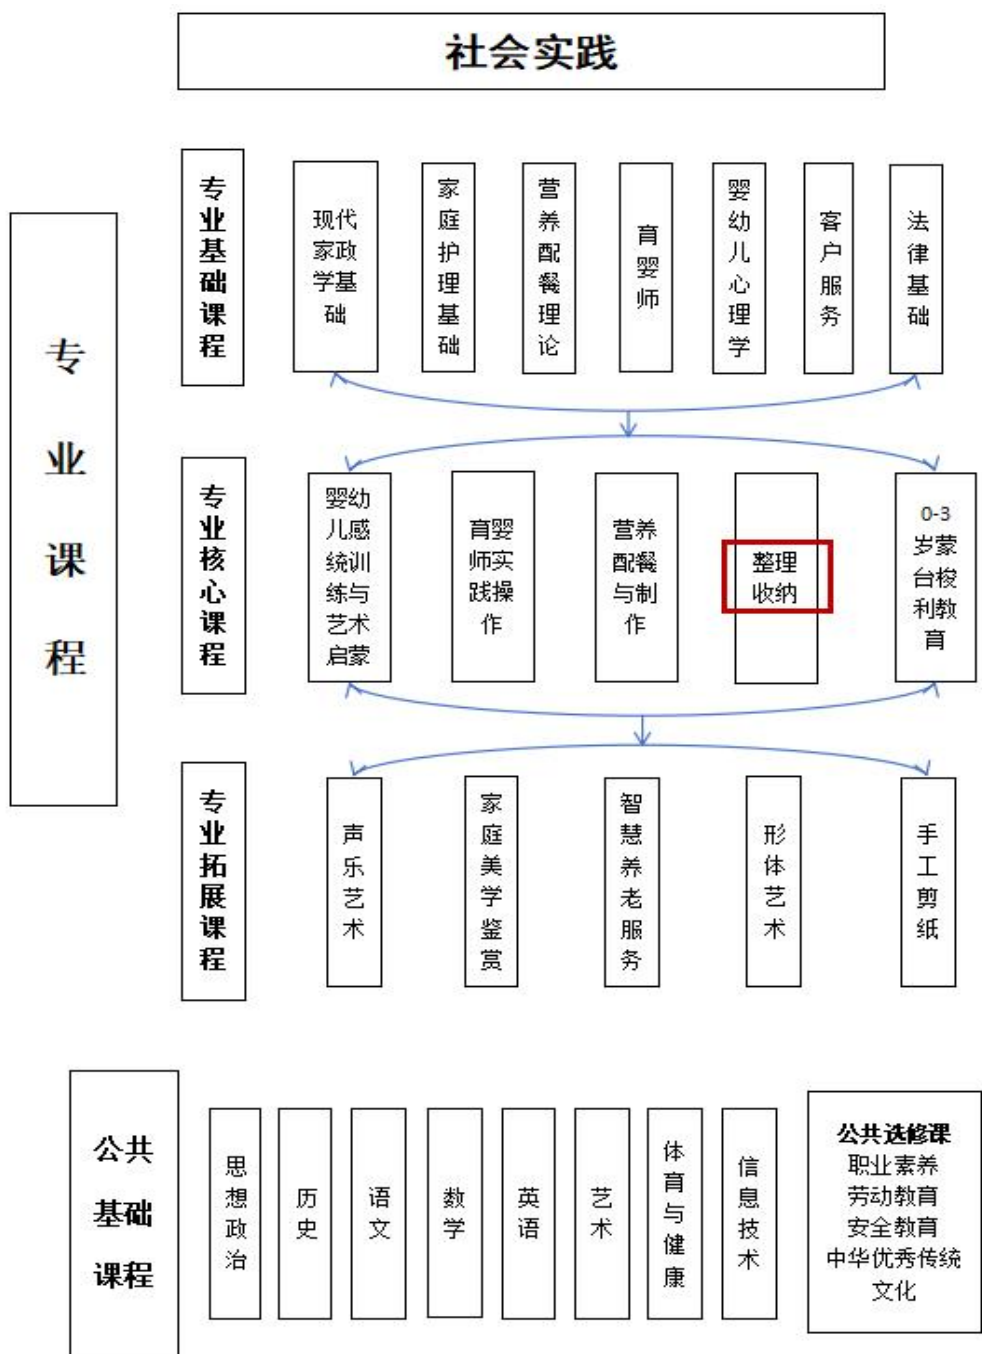 社会实践
专业课程
专业基础课程
现代
家政
学基
础
家庭护理基础
营养配餐理论
育婴师
婴幼儿心理学
客户服务
法律基础
专业核心课程
婴幼
儿感
统训
练与
艺术
启蒙
育婴
师实
践操
作
营养
配餐
与制
作
整理
收纳
0-3
岁蒙
台梭
利教
育
专业拓展课程
声乐艺术
家庭美学鉴赏
智慧养老服务
形体艺术
手工剪纸
公共
基础
课程
思想政治
历史
语文
数学
英语
艺术
体育与健康
信息技术
公共选修课
职业素养
劳动教育
安全教育
中华优秀传统
文化